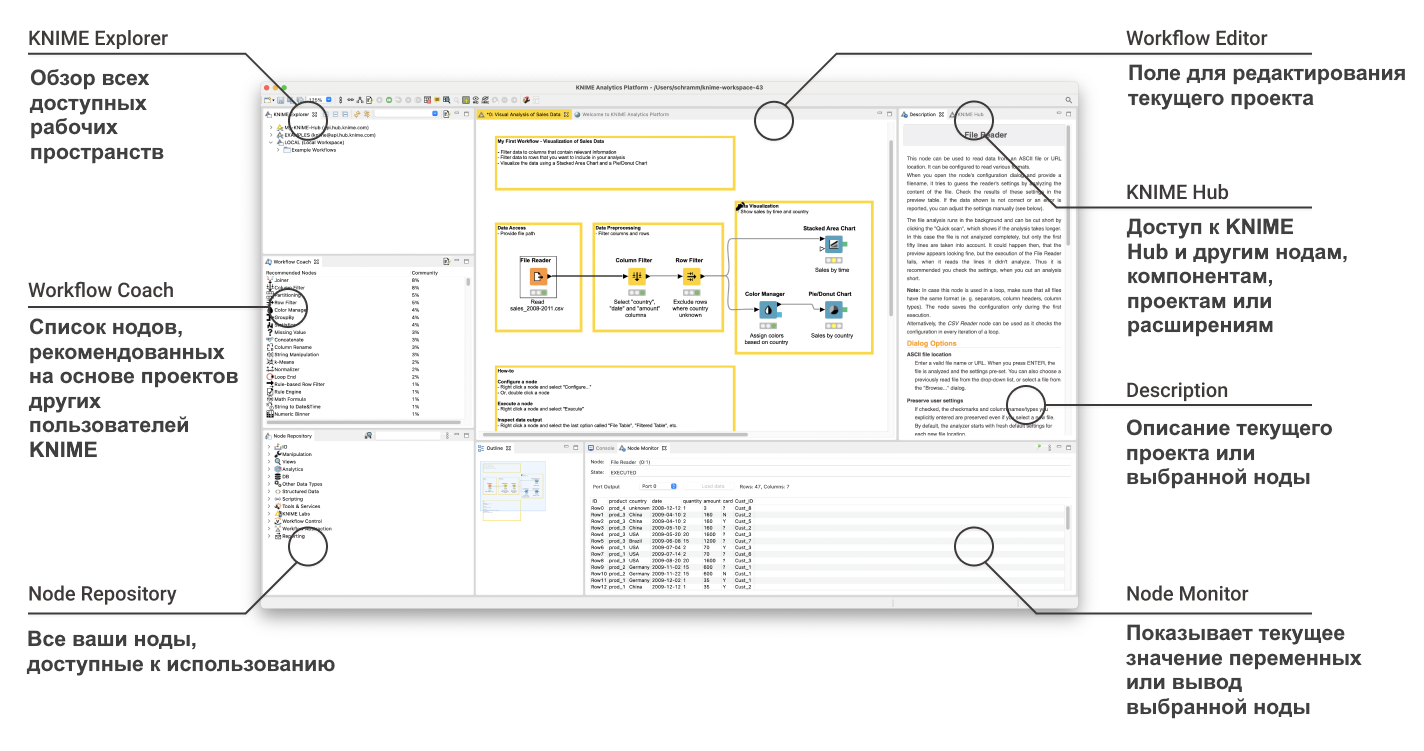 KNIME Explorer
Обзор всех
доступных
рабочих
пространств
Workflow Coach
Список нодов,
рекомендованных
на основе проектов
других
пользователей
KNIME
Node Repository
Все ваши ноды,
доступные к использованию
KNIME Analytics Platform - /Users/schramm/knime-workspace-43
125%
KNIME Explorer
My-KNIME-Hub (api.hub.knime.com)
EXAMPLES (knime@api.hub.knime.com)
LOCAL (Local Workspace)
Example Workflows
Workflow Coach
Recommended Nodes Community
Joiner 8%
Column Filter 6%
Partitioning 5%
Row Filter 5%
Color Manager 4%
GroupBy 4%
Statistics 4%
Missing Value 3%
Concatenate 3%
Column Rename 3%
String Manipulation 3%
k-Means 2%
Normalizer 2%
Loop End 2%
Rule-based Row Filter 1%
Rule Engine 1%
Math Formula 1%
String to Date&Time 1%
Numeric Binner 1%
Node Repository
IO
Manipulation
Views
Analytics
DB
Other Data Types
Structured Data
Scripting
Tools & Services
KNIME Labs
Workflow Control
Workflow Abstraction
Reporting
*0: Visual Analysis of Sales Data
Welcome to KNIME Analytics Platform
My First Workflow - Visualization of Sales Data
- Filter data to columns that contain relevant information
- Filter data to rows that you want to include in your analysis
- Visualize the data using a Stacked Area Chart and a Pie/Donut Chart
Data Access
- Provide file path
File Reader
Read
sales_2008-2011.csv
Data Preprocessing
- Filter columns and rows
Column Filter
Select "country",
"date" and "amount"
columns
Row Filter
Exclude rows
where country
unknown
Data Visualization
- Show sales by time and country
Stacked Area Chart
Sales by time
Color Manager
Assign colors
based on country
Pie/Donut Chart
Sales by country
How-to
Configure a node
- Right click a node and select "Configure..."
- Or, double click a node
Execute a node
- Right click a node and select "Execute"
Inspect data output
- Right click a node and select the last option called "File Table", "Filtered Table", etc.
Outline
Console
Node Monitor
Node: File Reader (0:1)
State: EXECUTED
Port Output Port 0 Load data Rows: 47, Columns: 7
ID product country date quantity amount card Cust_ID
Row0 prod_4 unknown 2008-12-12 1 3 ? Cust_8
Row1 prod_3 China 2009-04-10 2 160 N Cust_2
Row2 prod_3 China 2009-04-10 2 160 Y Cust_5
Row3 prod_3 China 2009-05-10 2 160 ? Cust_2
Row4 prod_3 USA 2009-05-20 20 1600 ? Cust_3
Row5 prod_3 Brazil 2009-06-08 15 1200 ? Cust_7
Row6 prod_1 USA 2009-07-04 2 70 Y Cust_3
Row7 prod_1 USA 2009-07-14 2 70 ? Cust_6
Row8 prod_3 USA 2009-08-20 20 1600 ? Cust_3
Row9 prod_2 Germany 2009-11-02 15 600 ? Cust_1
Row10 prod_2 Germany 2009-11-22 15 600 N Cust_1
Row11 prod_1 Germany 2009-12-02 1 35 Y Cust_1
Row12 prod_1 China 2009-12-12 1 35 Y Cust_2
Description
KNIME Hub
File Reader
This node can be used to read data from an ASCII file or URL
location. It can be configured to read various formats.
When you open the node's configuration dialog and provide a
filename, it tries to guess the reader's settings by analyzing the
content of the file. Check the results of these settings in the
preview table. If the data shown is not correct or an error is
reported, you can adjust the settings manually (see below).
The file analysis runs in the background and can be cut short by
clicking the "Quick scan", which shows if the analysis takes longer.
In this case the file is not analyzed completely, but only the first
fifty lines are taken into account. It could happen then, that the
preview appears looking fine, but the execution of the File Reader
fails, when it reads the lines it didn't analyze. Thus it is
recommended you check the settings, when you cut an analysis
short.
Note: In case this node is used in a loop, make sure that all files
have the same format (e. g. separators, column headers, column
types). The node saves the configuration only during the first
execution.
Alternatively, the CSV Reader node can be used as it checks the
configuration in every iteration of a loop.
Dialog Options
ASCII file location
Enter a valid file name or URL. When you press ENTER, the
file is analyzed and the settings pre-set. You can also choose a
previously read file from the drop-down list, or select a file from
the "Browse..." dialog.
Preserve user settings
If checked, the checkmarks and column names/types you
explicitly entered are preserved even if you select a new file.
By default, the analyzer starts with fresh default settings for
each new file location.
Workflow Editor
Поле для редактирования
текущего проекта
KNIME Hub
Доступ к KNIME
Hub и другим нодам,
компонентам,
проектам или
расширениям
Description
Описание текущего
проекта или
выбранной ноды
Node Monitor
Показывает текущее
значение переменных
или вывод
выбранной ноды